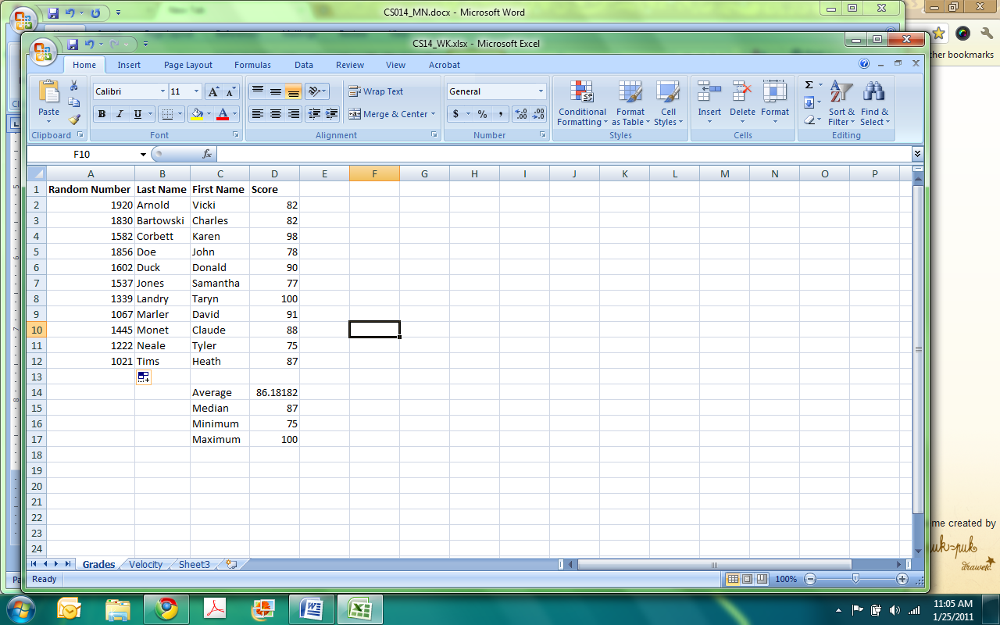 CS014_MN.docx - Microsoft Word
CS14_WK.xlsx - Microsoft Excel
Home Insert Page Layout Formulas Data Review View Acrobat
her bookmarks
Calibri 11 Wrap Text General Σ
Paste B I U Merge & Center $ % , Conditional Formatting Format as Table Cell Styles Insert Delete Format Sort & Filter Find & Select
Clipboard Font Alignment Number Styles Cells Editing
F10 fx
A B C D E F G H I J K L M N O P
1 Random Number Last Name First Name Score
2 1920 Arnold Vicki 82
3 1830 Bartowski Charles 82
4 1582 Corbett Karen 98
5 1856 Doe John 78
6 1602 Duck Donald 90
7 1537 Jones Samantha 77
8 1339 Landry Taryn 100
9 1067 Marler David 91
10 1445 Monet Claude 88
11 1222 Neale Tyler 75
12 1021 Tims Heath 87
13
14 Average 86.18182
15 Median 87
16 Minimum 75
17 Maximum 100
18
19
20
21
22
23
24
me created by
uk-puk
drawetc.
Grades Velocity Sheet3
Ready 100%
11:05 AM
1/25/2011